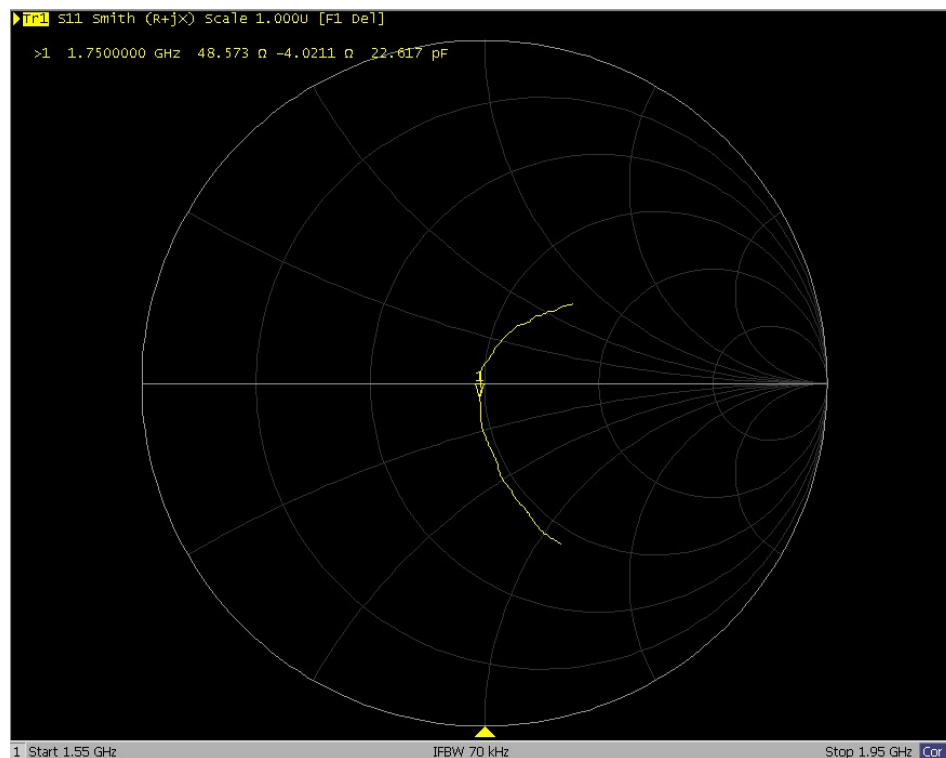 Tr1 S11 Smith (R+jX) Scale 1.000U [F1 Del]
>1 1.7500000 GHz 48.573 Ω -4.0211 Ω 22.617 pF
1
1 Start 1.55 GHz IFBW 70 kHz Stop 1.95 GHz Cor